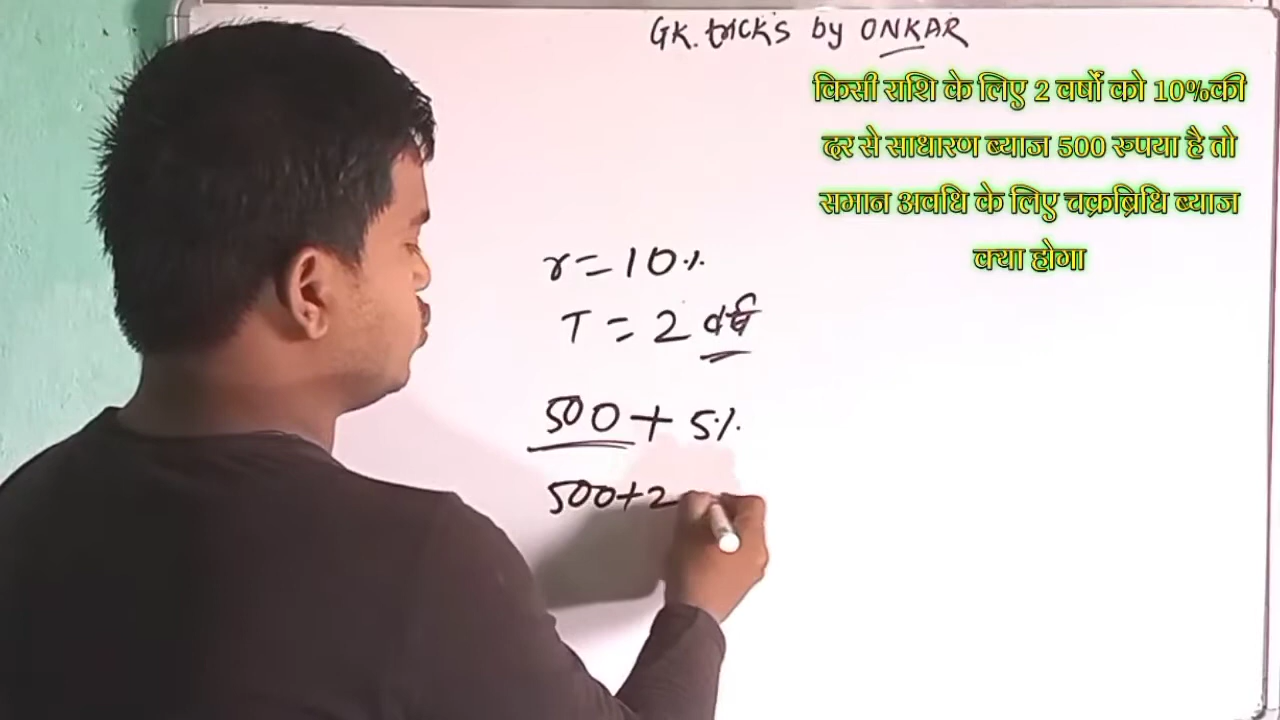 GK. tricks by ONKAR
किसी राशि के लिए 2 वर्षों को 10%की
दर से साधारण ब्याज 500 रुपया है तो
समान अवधि के लिए चक्रब्रिधि ब्याज
क्या होगा
r=10%
T = 2 वर्ष
500 + 5%
500+2